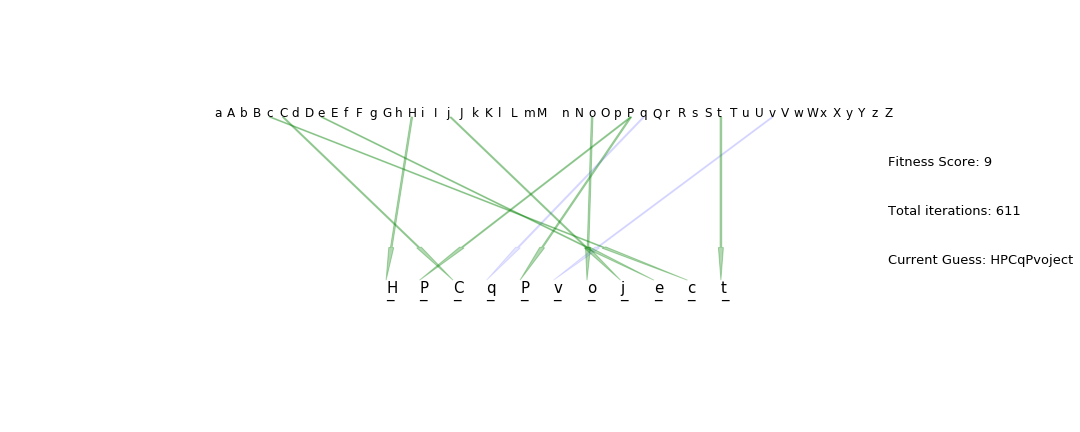 a A b B c C d D e E f F g G h H i I j J k K l L m M n N o O p P q Q r R s S t T u U v V w W x X y Y z Z
Fitness Score: 9
Total iterations: 611
Current Guess: HPCqPvoject
H P C q P v o j e c t